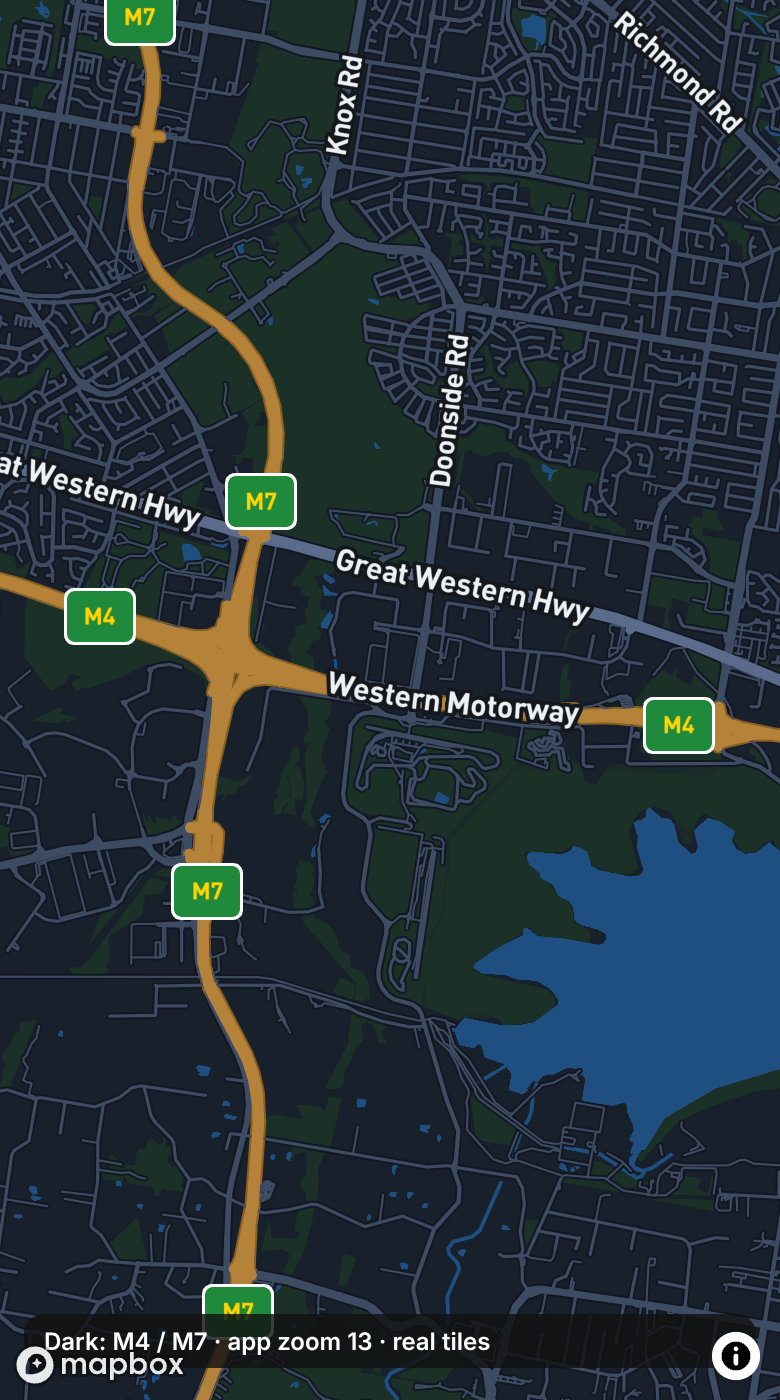 M7
Richmond Rd
Knox Rd
Doonside Rd
at Western Hwy
M7
Great Western Hwy
M4
Western Motorway
M4
M7
M7
Dark: M4 / M7 · app zoom 13 · real tiles
mapbox